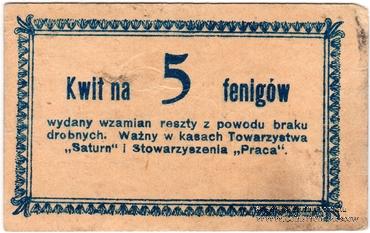 Kwit na 5 fenigów
wydany wzamian reszty z powodu braku
drobnych. Ważny w kasach Towarzystwa
„Saturn" i Stowarzyszenia „Praca".